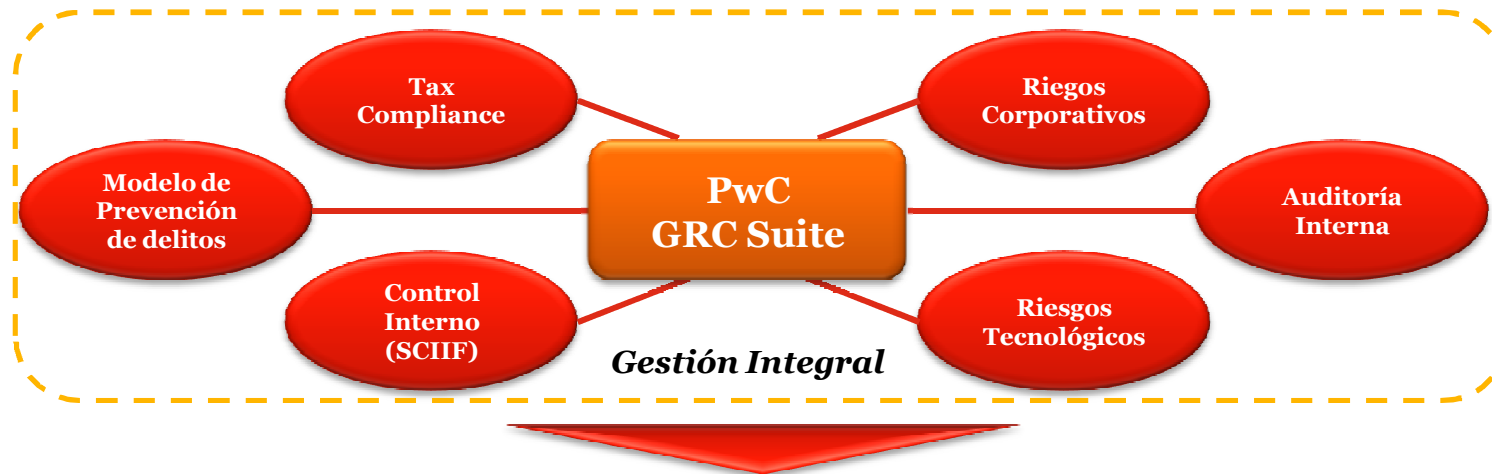 Tax
Compliance
Riegos
Corporativos
PwC
GRC Suite
Modelo de
Prevención
de delitos
Auditoría
Interna
Control
Interno
(SCIIF)
Riesgos
Tecnológicos
Gestión Integral